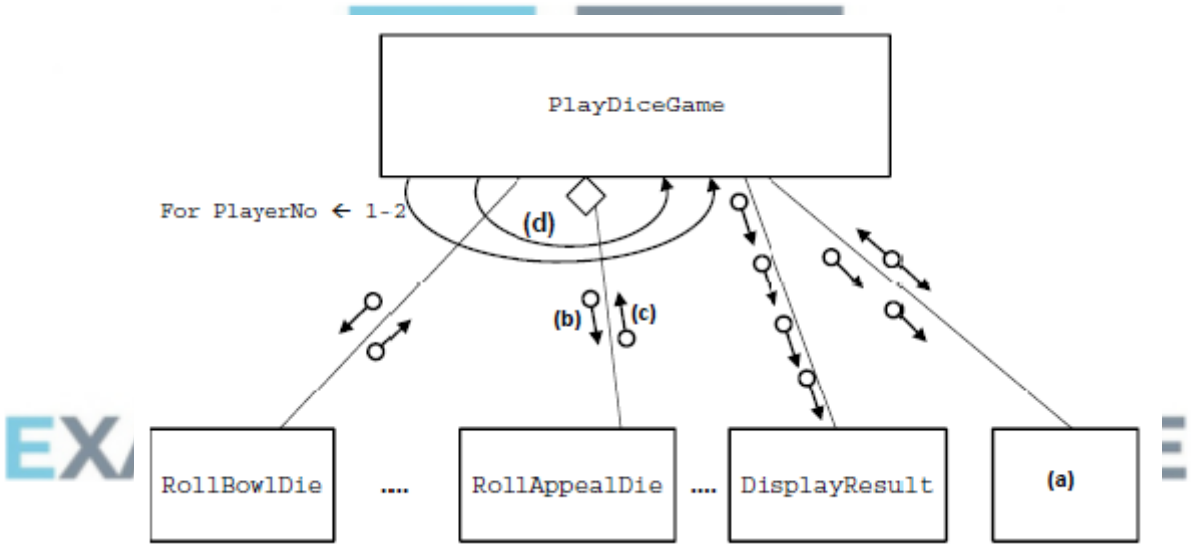 PlayDiceGame
For PlayerNo ← 1-2
(d)
(b)
(c)
RollBowlDie
.....
RollAppealDie
....
DisplayResult
(a)